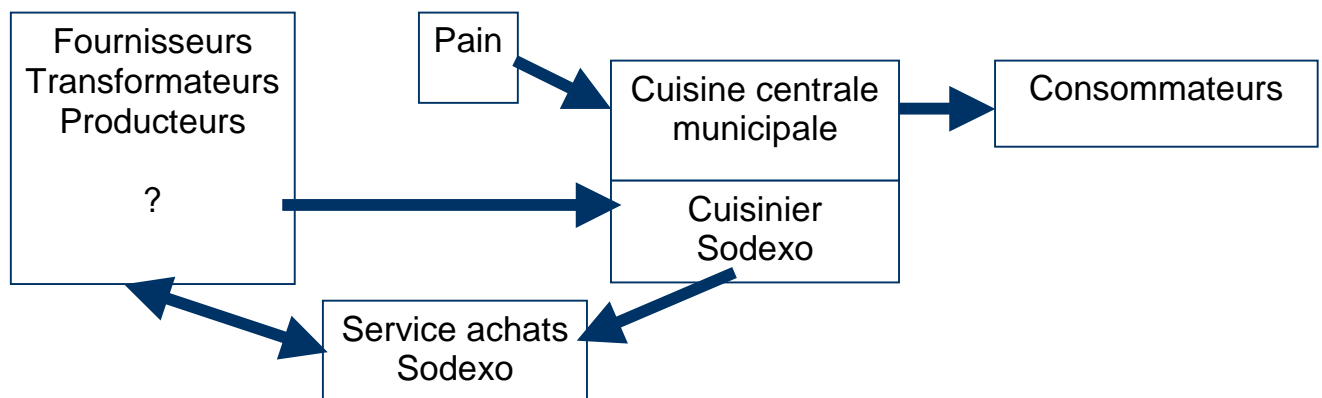 Fournisseurs
Transformateurs
Producteurs
?
Pain
Cuisine centrale
municipale
Cuisinier
Sodexo
Consommateurs
Service achats
Sodexo